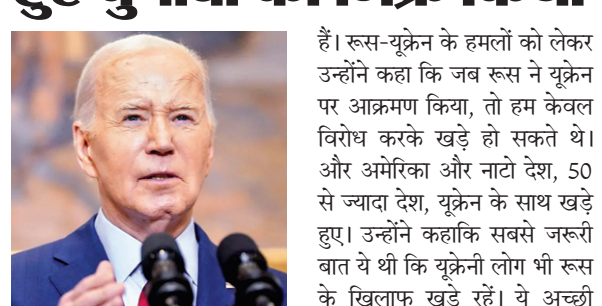 हैं। रूस-यूक्रेन के हमलों को लेकर
उन्होंने कहा कि जब रूस ने यूक्रेन
पर आक्रमण किया, तो हम केवल
विरोध करके खड़े हो सकते थे।
और अमेरिका और नाटो देश, 50
से ज्यादा देश, यूक्रेन के साथ खड़े
हुए। उन्होंने कहाकि सबसे जरूरी
बात ये थी कि यूक्रेनी लोग भी रूस
के खिलाफ खड़े रहें। ये अच्छी